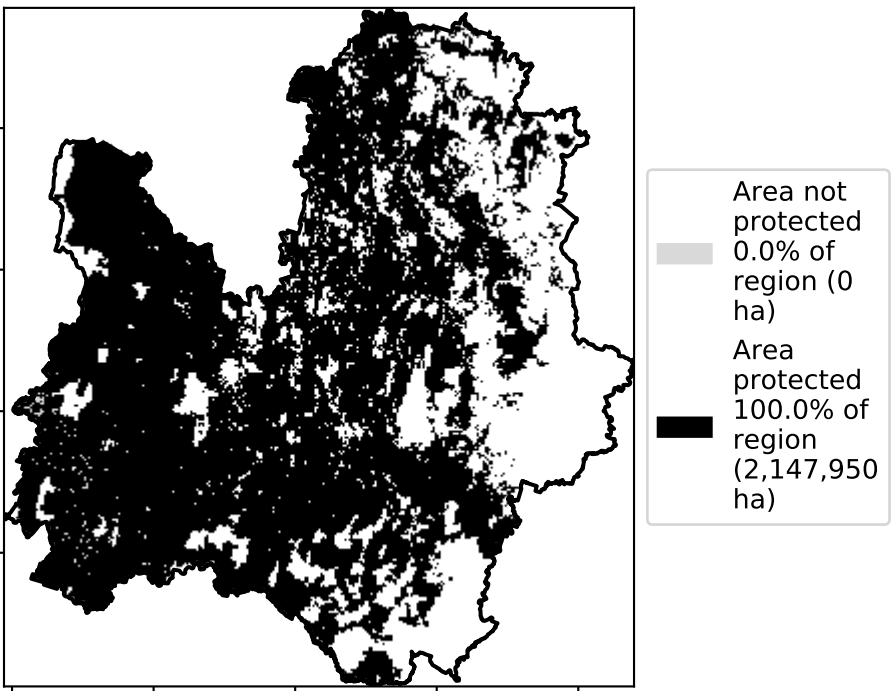 Area not
protected
0.0% of
region (0
ha)
Area
protected
100.0% of
region
(2,147,950
ha)